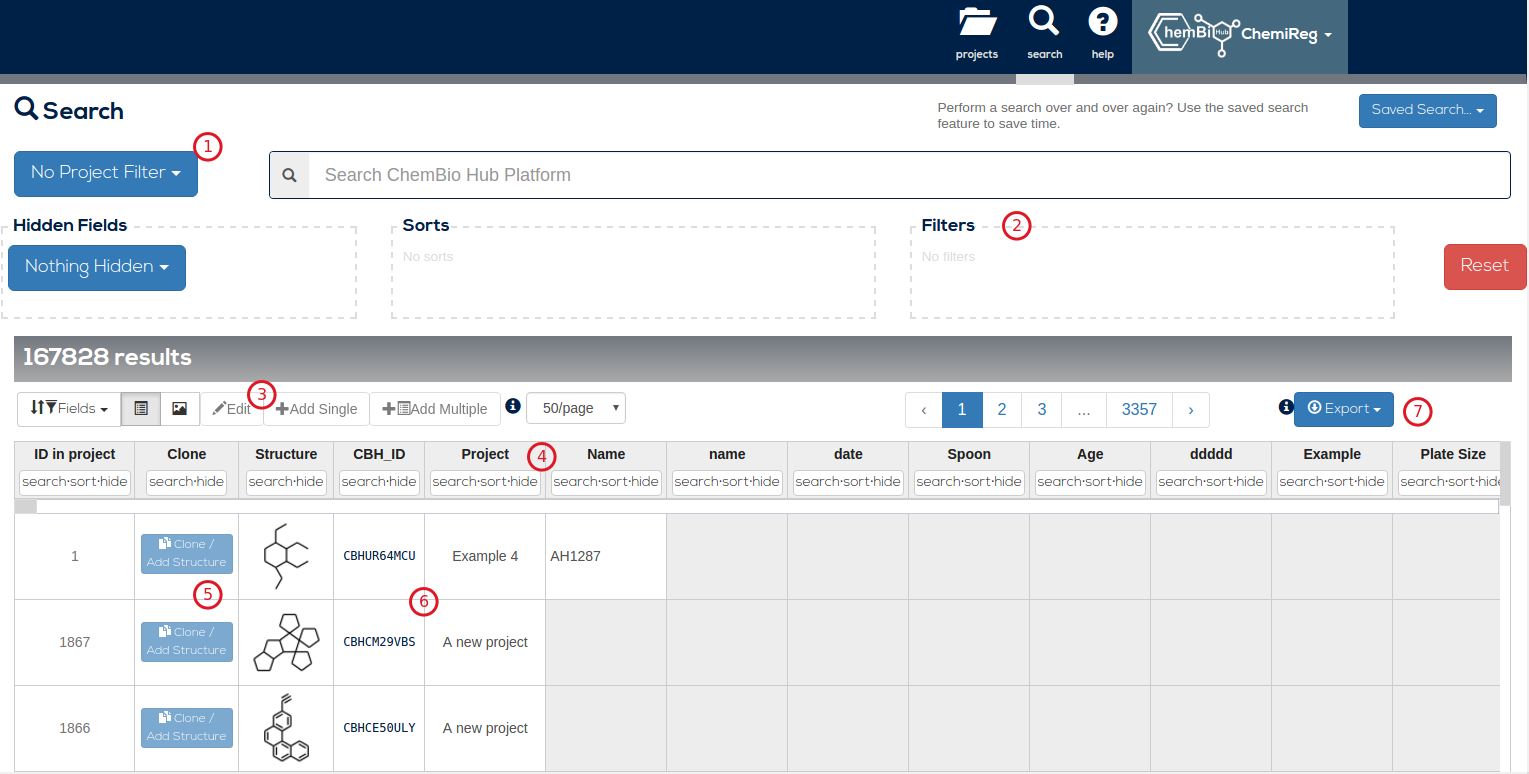 projects
search
help
hemBi Hub
ChemiReg
Search
Perform a search over and over again? Use the saved search
feature to save time.
Saved Search...
1
No Project Filter
Search ChemBio Hub Platform
Hidden Fields
Sorts
Filters
2
Nothing Hidden
No sorts
No filters
Reset
167828 results
Fields
Edit
3
Add Single
Add Multiple
50/page
‹
1
2
3
...
3357
›
Export
7
ID in project
Clone
Structure
CBH_ID
Project
4
Name
name
date
Spoon
Age
ddddd
Example
Plate Size
search·sort·hide
search·hide
search·hide
search·hide
search·sort·hide
search·sort·hide
search·sort·hide
search·sort·hide
search·sort·hide
search·sort·hide
search·sort·hide
search·sort·hide
search·sort·hide
1
Clone /
Add Structure
CBHUR64MCU
Example 4
AH1287
5
6
1867
Clone /
Add Structure
CBHCM29VBS
A new project
1866
Clone /
Add Structure
CBHCE50ULY
A new project